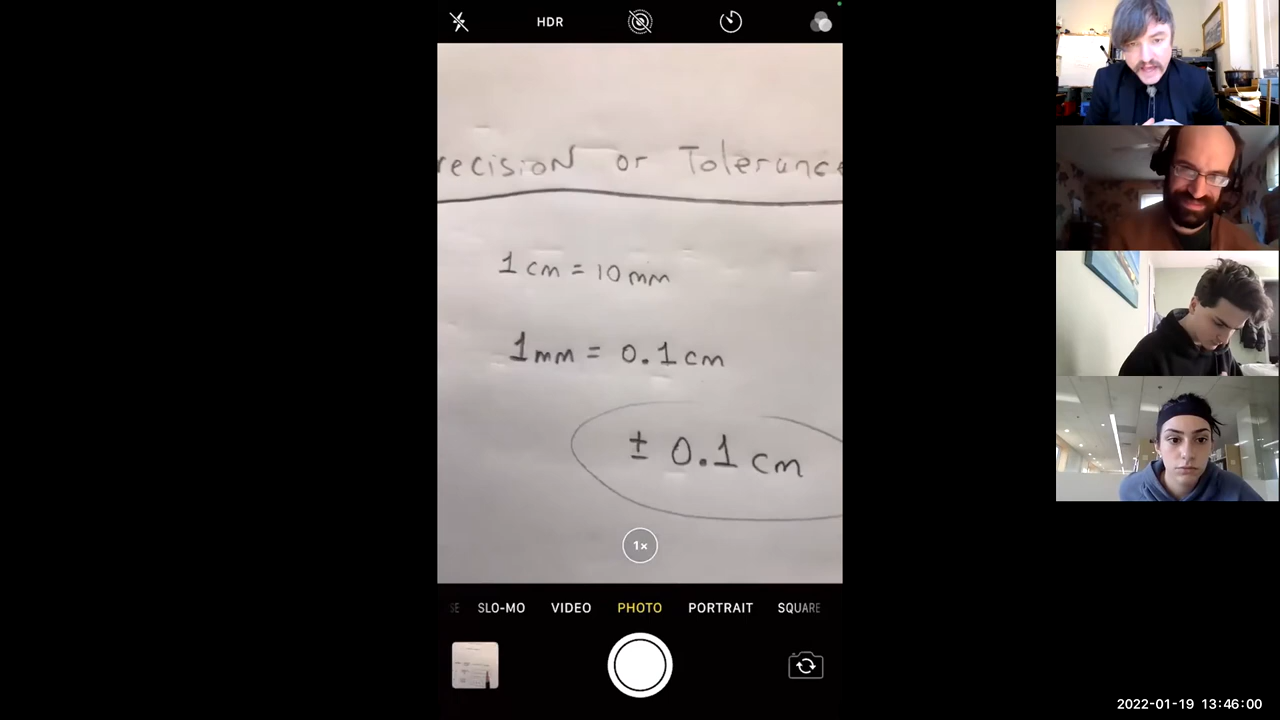 HDR
recision or Tolerance
1 cm = 10 mm
1 mm = 0.1 cm
± 0.1 cm
1×
SLO-MO VIDEO PHOTO PORTRAIT SQUARE
2022-01-19 13:46:00